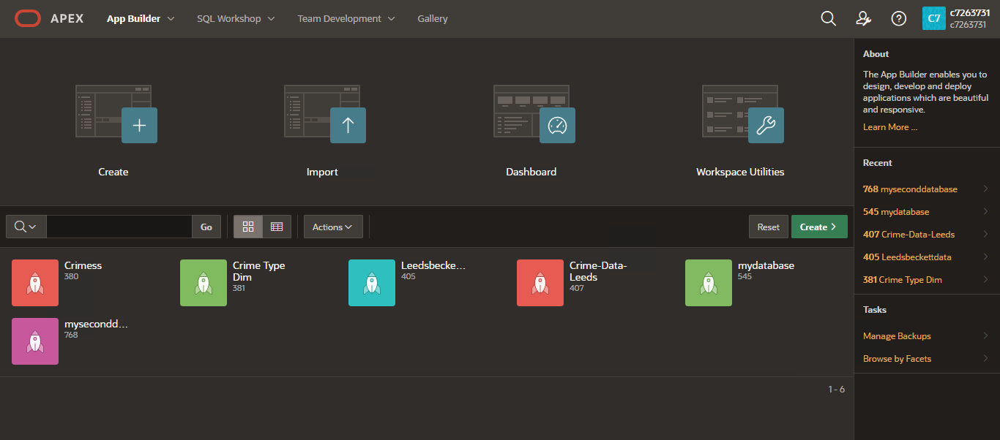 APEX App Builder SQL Workshop Team Development Gallery C7 c7263731
c7263731
Create Import Dashboard Workspace Utilities
Go Actions Reset Create
Crimess
380
Crime Type
Dim
381
Leedsbecke...
405
Crime-Data-
Leeds
407
mydatabase
545
mysecondd...
768
1 - 6
About
The App Builder enables you to
design, develop and deploy
applications which are beautiful
and responsive.
Learn More ...
Recent
768 myseconddatabase
545 mydatabase
407 Crime-Data-Leeds
405 Leedsbeckettdata
381 Crime Type Dim
Tasks
Manage Backups
Browse by Facets